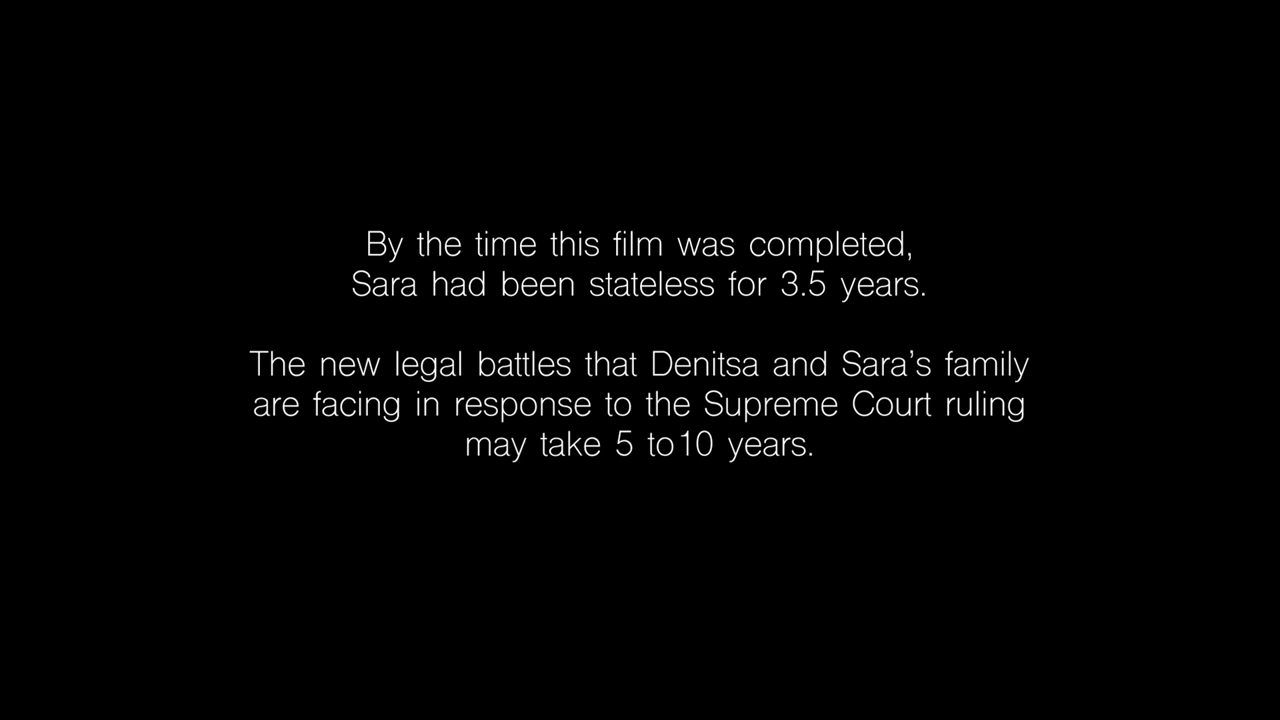 By the time this film was completed,
Sara had been stateless for 3.5 years.
The new legal battles that Denitsa and Sara’s family
are facing in response to the Supreme Court ruling
may take 5 to10 years.